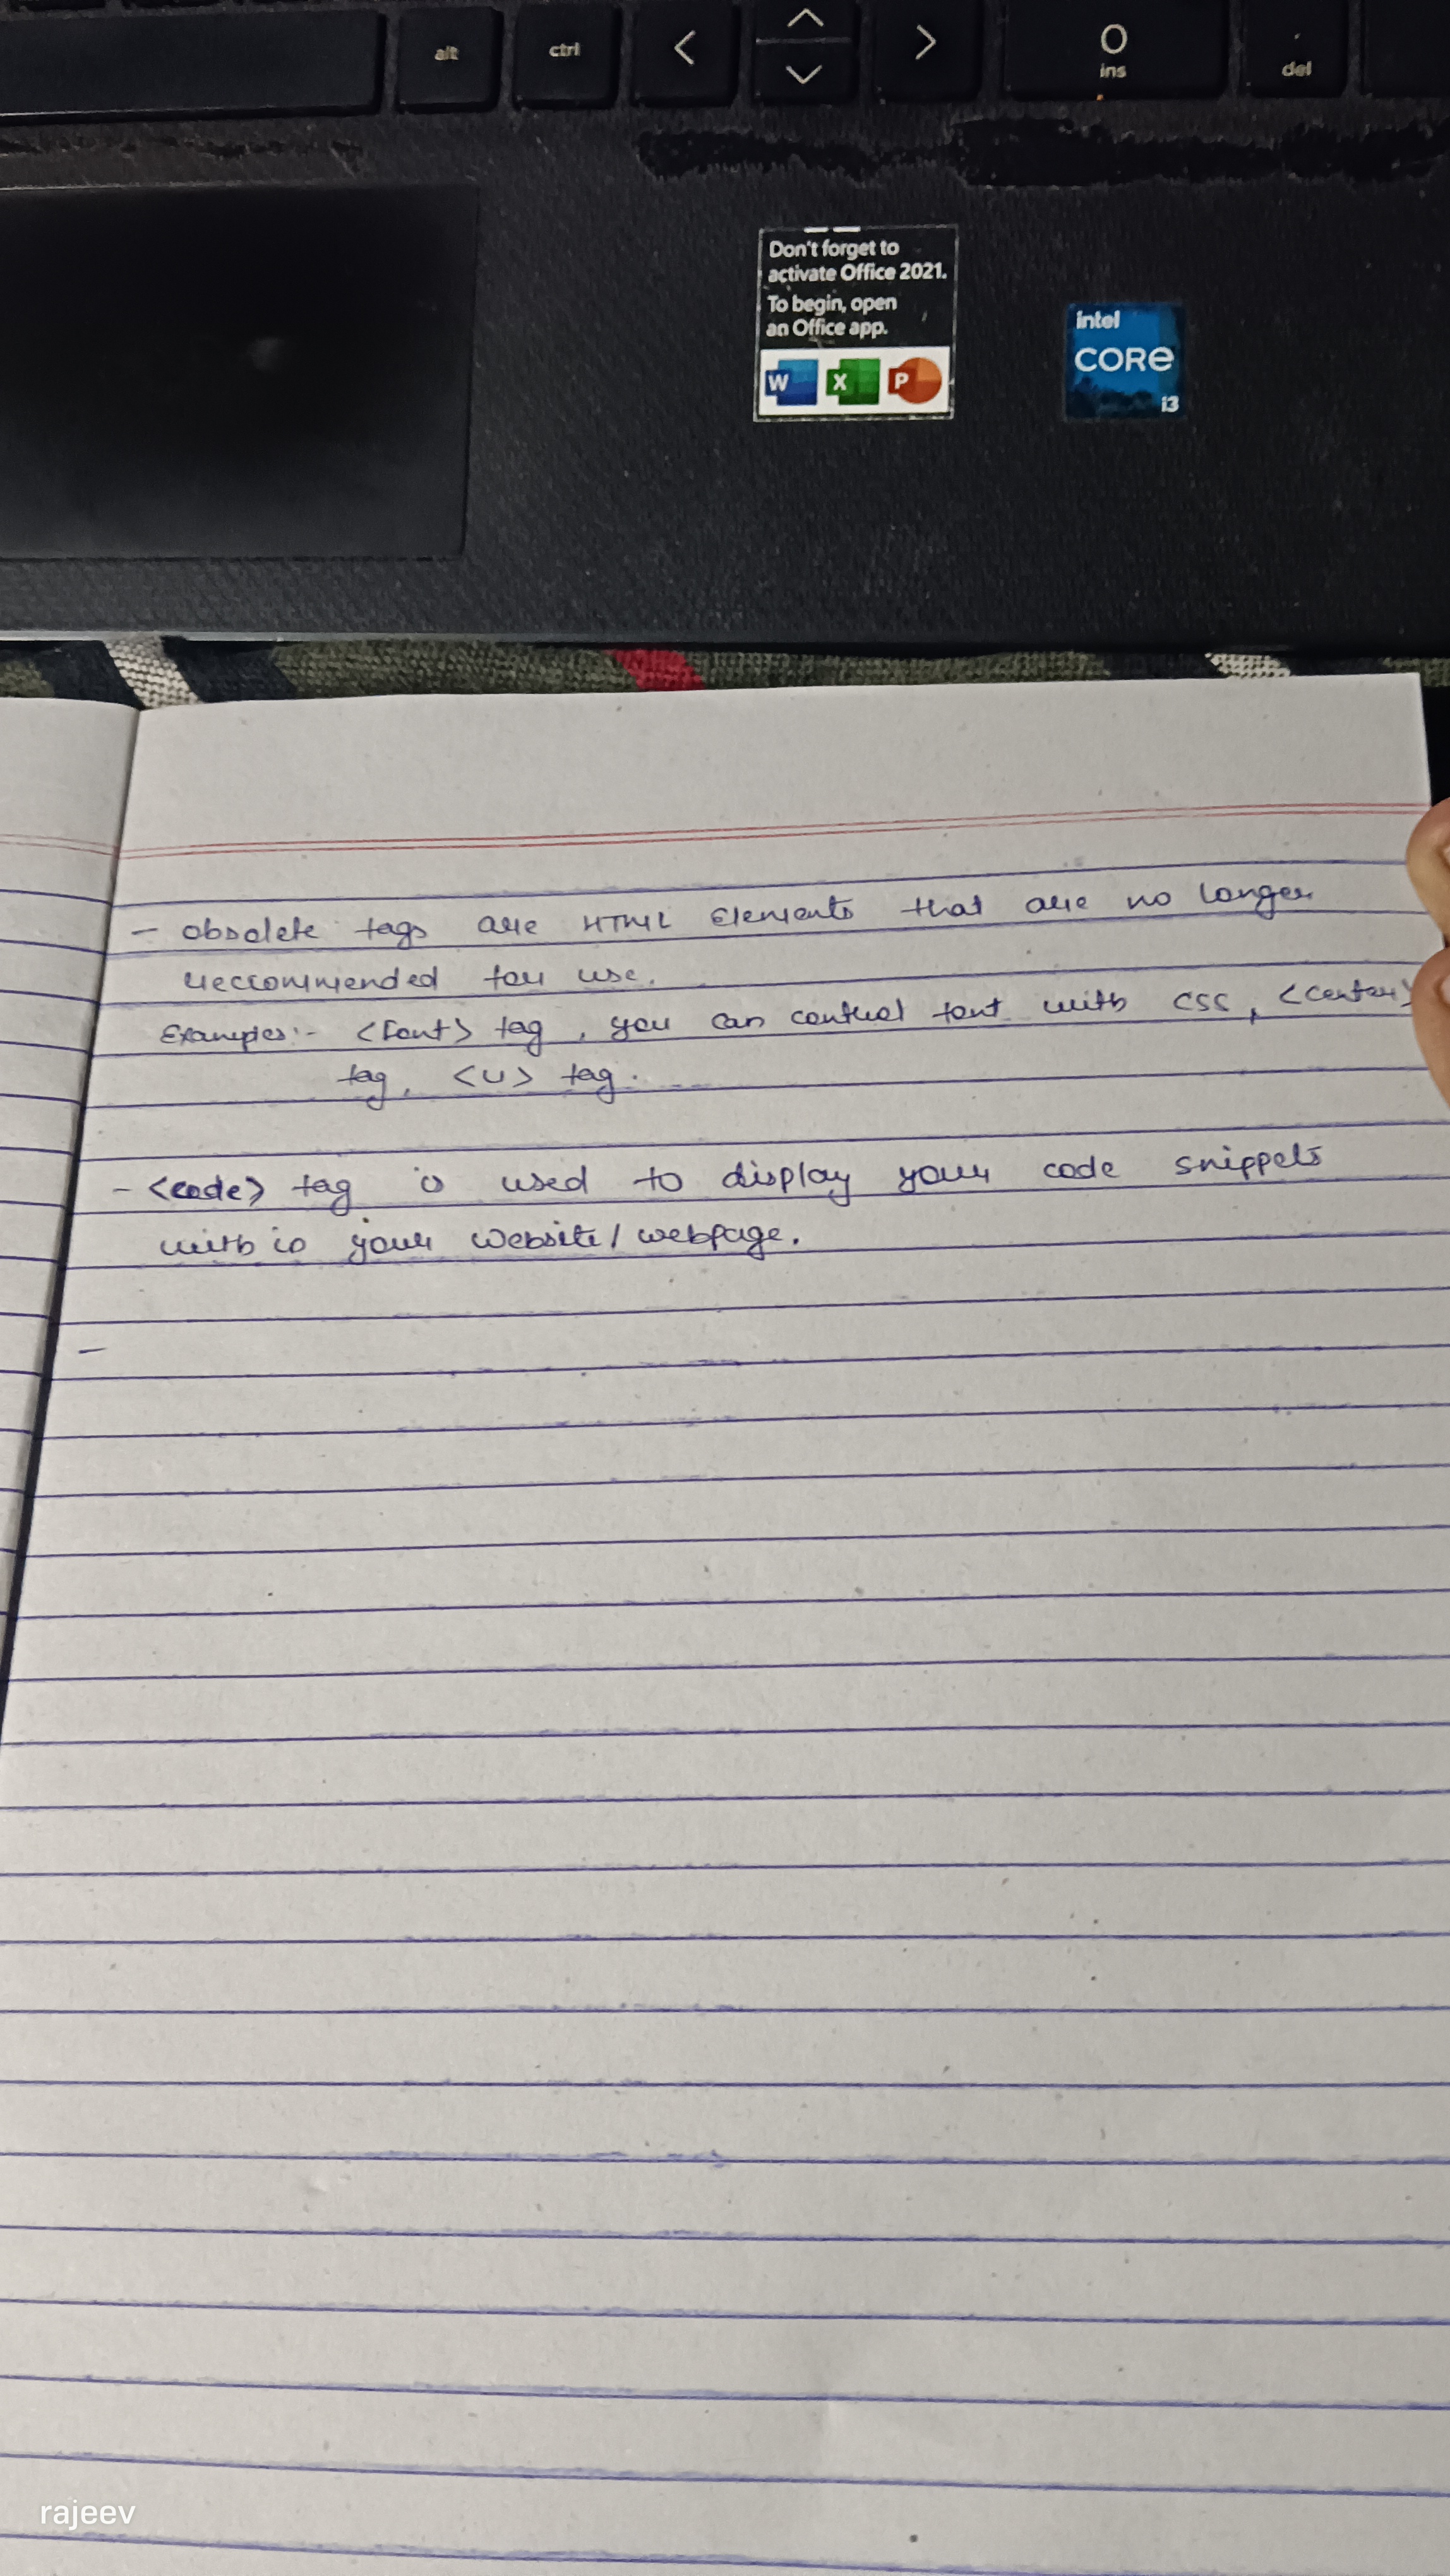 alt ctrl < ^ v > 0 ins . del
Don't forget to
activate Office 2021.
To begin, open
an Office app.
W X P
intel
CORe
i3
- obsolete tags are HTML Elements that are no longer
reccommended for use.
Examples:- <font> tag, you can control font with CSS, <center>
tag, <U> tag.
- <code> tag is used to display your code snippets
with in your website/webpage.
-
rajeev